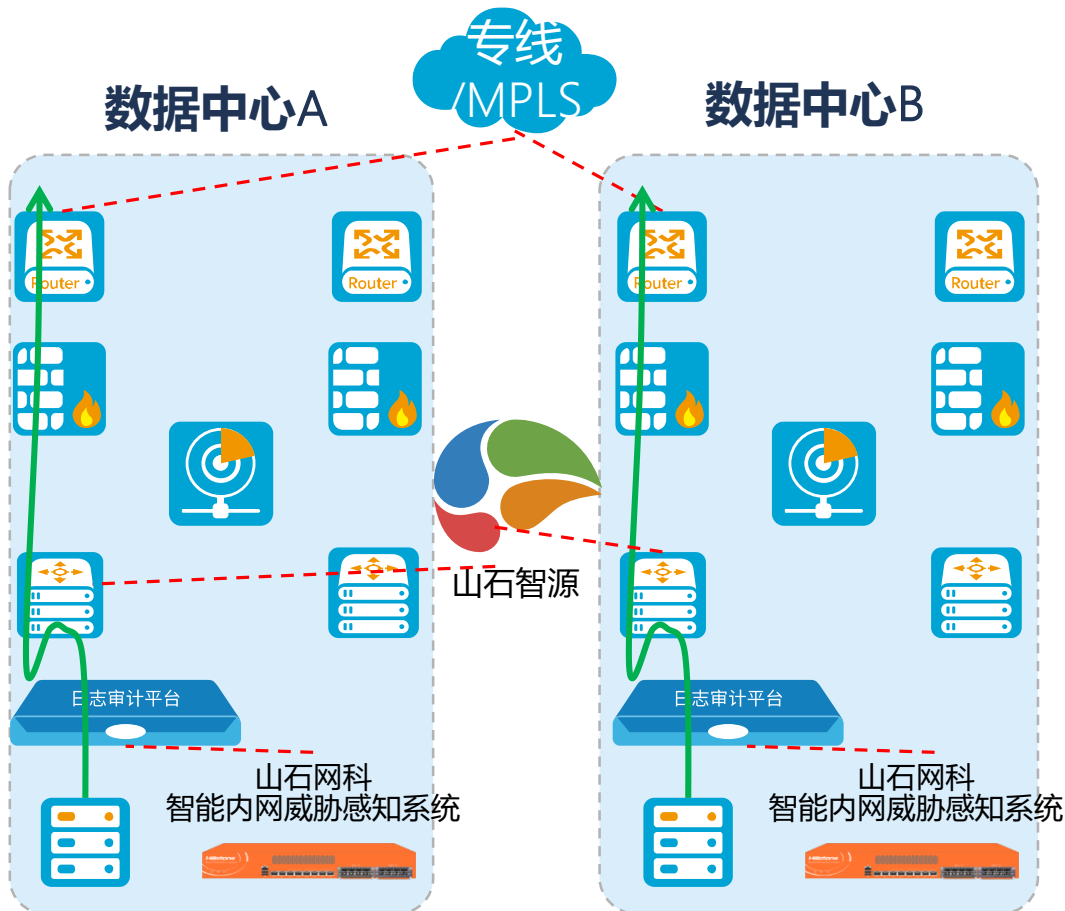 专线
/MPLS
数据中心A
数据中心B
Router
Router
Router
Router
山石智源
日志审计平台
日志审计平台
山石网科
智能内网威胁感知系统
山石网科
智能内网威胁感知系统
Hillstone
Hillstone